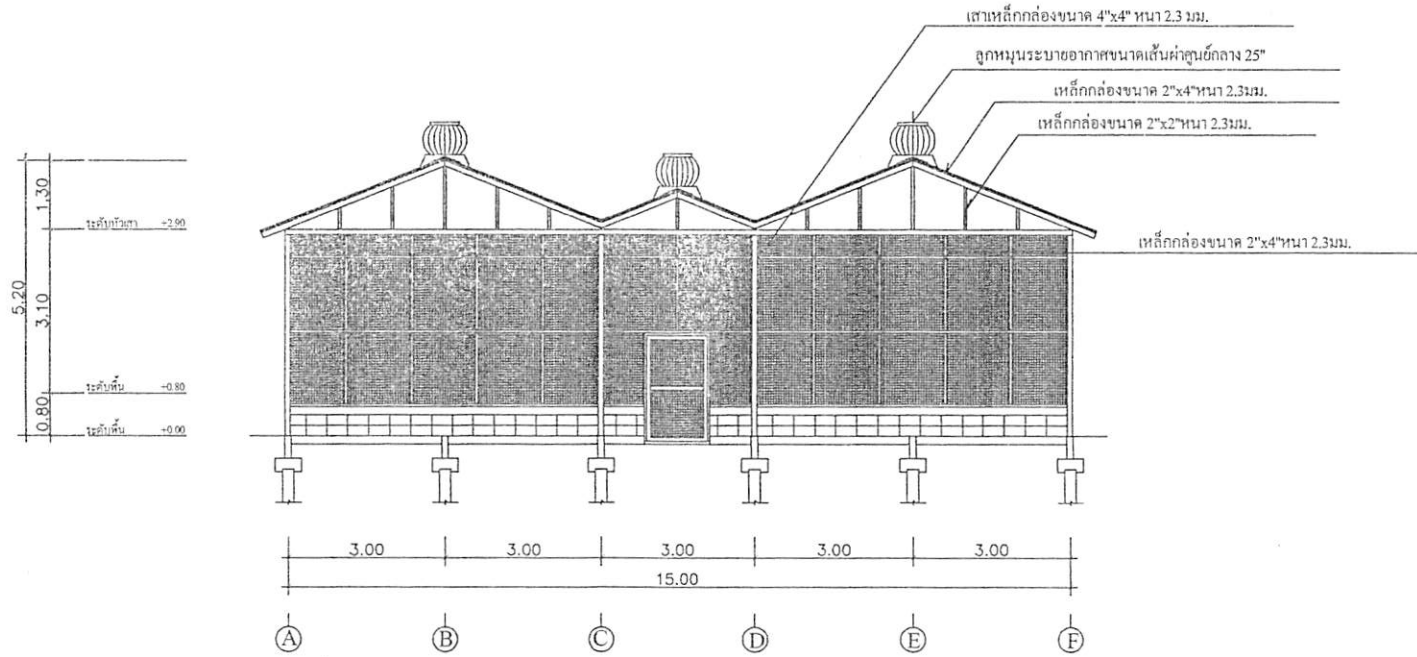 เสาเหล็กกล่องขนาด 4"x4" หนา 2.3 มม.
ลูกหมุนระบายอากาศขนาดเส้นผ่าศูนย์กลาง 25"
เหล็กกล่องขนาด 2"x4"หนา 2.3มม.
เหล็กกล่องขนาด 2"x2"หนา 2.3มม.
เหล็กกล่องขนาด 2"x4"หนา 2.3มม.
1.30
ระดับหัวเสา +2.90
5.20
3.10
ระดับพื้น +0.80
0.80
ระดับพื้น +0.00
3.00 3.00 3.00 3.00 3.00
15.00
A B C D E F